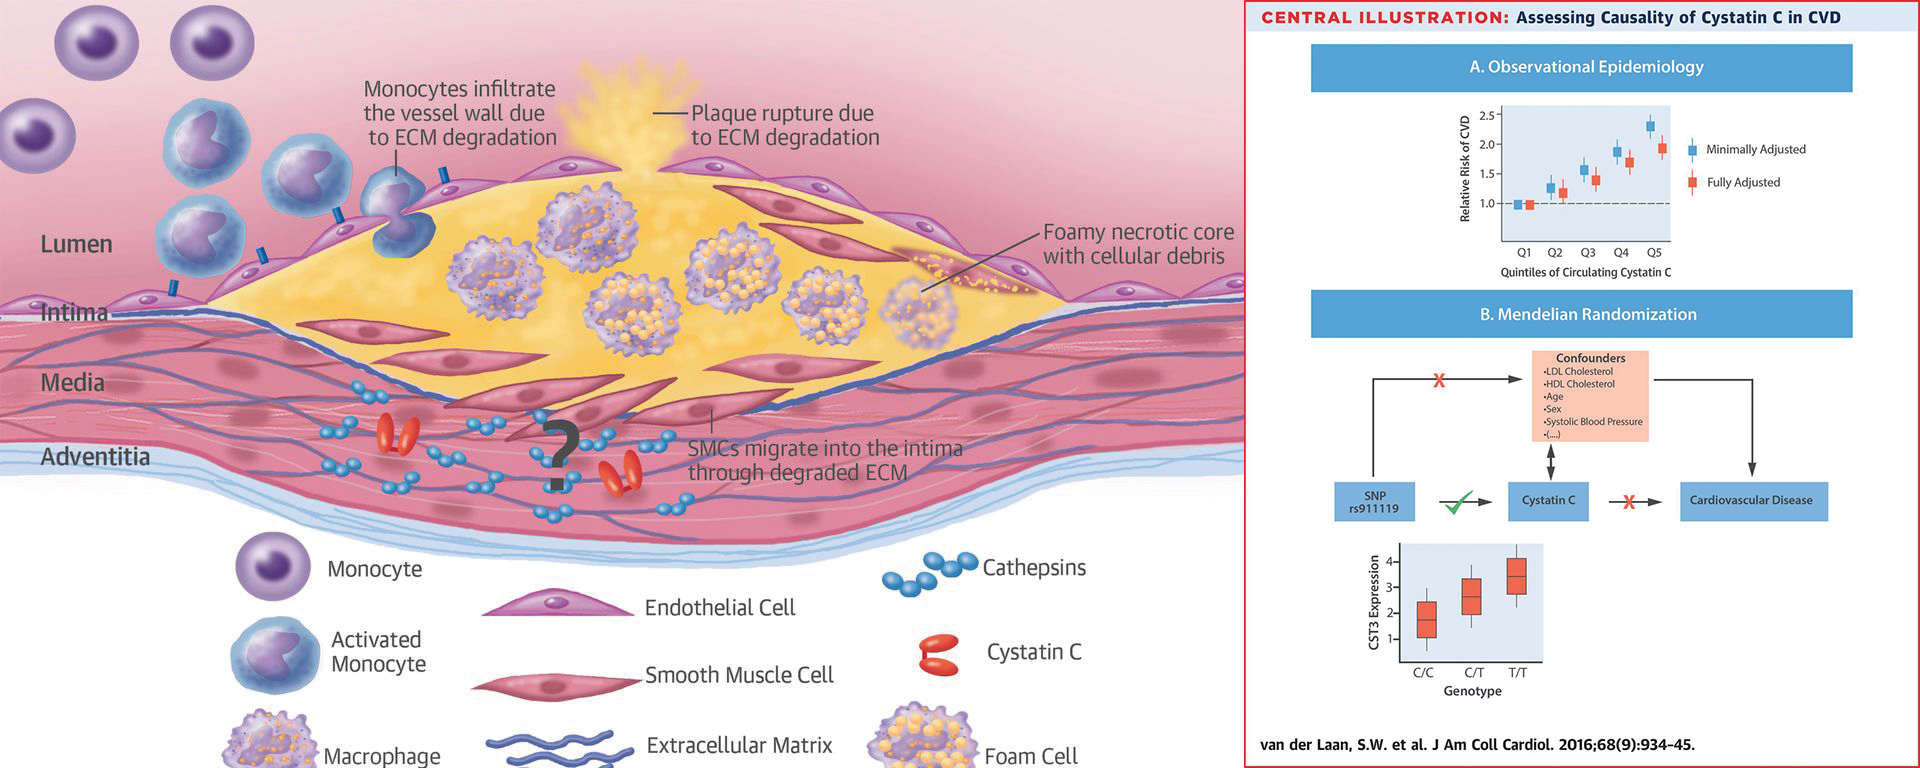 Monocytes infiltrate
the vessel wall due
to ECM degradation
Plaque rupture due
to ECM degradation
Foamy necrotic core
with cellular debris
Lumen
Intima
Media
Adventitia
?
SMCs migrate into the intima
through degraded ECM
Monocyte
Activated
Monocyte
Macrophage
Endothelial Cell
Smooth Muscle Cell
Extracellular Matrix
Cathepsins
Cystatin C
Foam Cell
CENTRAL ILLUSTRATION: Assessing Causality of Cystatin C in CVD
A. Observational Epidemiology
Relative Risk of CVD
2.5
2.0
1.5
1.0
Q1 Q2 Q3 Q4 Q5
Quintiles of Circulating Cystatin C
Minimally Adjusted
Fully Adjusted
B. Mendelian Randomization
Confounders
•LDL Cholesterol
•HDL Cholesterol
•Age
•Sex
•Systolic Blood Pressure
•(....)
X
SNP
rs911119
Cystatin C
X
Cardiovascular Disease
CST3 Expression
4
3
2
1
C/C C/T T/T
Genotype
van der Laan, S.W. et al. J Am Coll Cardiol. 2016;68(9):934–45.